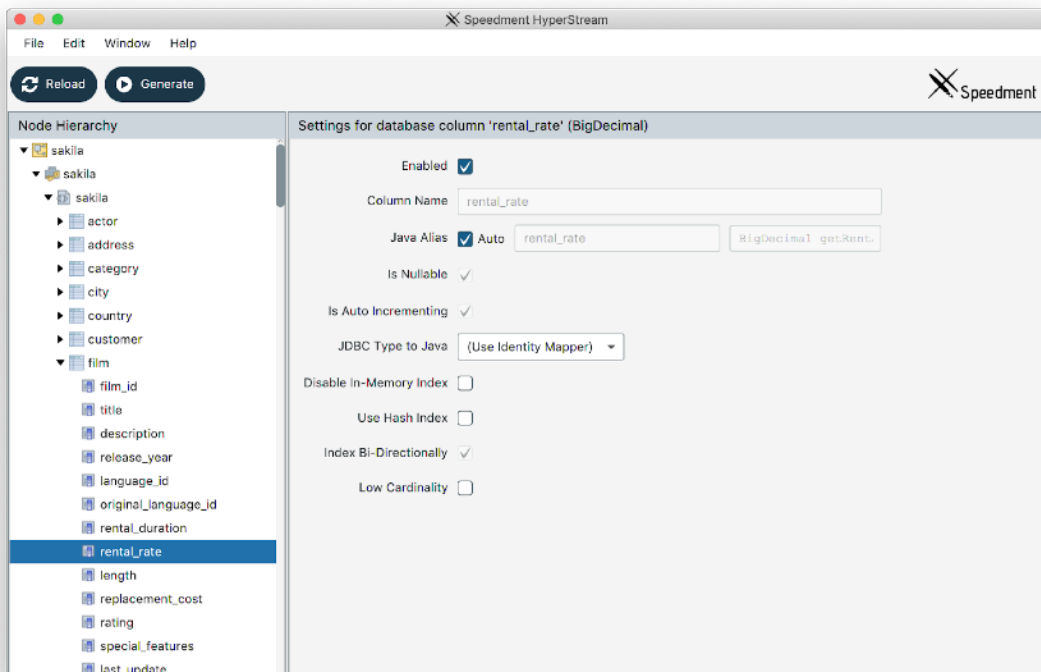 Speedment HyperStream
File Edit Window Help
Reload Generate
Speedment
Node Hierarchy
Settings for database column 'rental_rate' (BigDecimal)
sakila
sakila
sakila
actor
address
category
city
country
customer
film
film_id
title
description
release_year
language_id
original_language_id
rental_duration
rental_rate
length
replacement_cost
rating
special_features
last_update
Enabled
Column Name rental_rate
Java Alias Auto rental_rate BigDecimal getRent.
Is Nullable
Is Auto Incrementing
JDBC Type to Java (Use Identity Mapper)
Disable In-Memory Index
Use Hash Index
Index Bi-Directionally
Low Cardinality